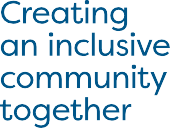 Creating
an inclusive
community
together